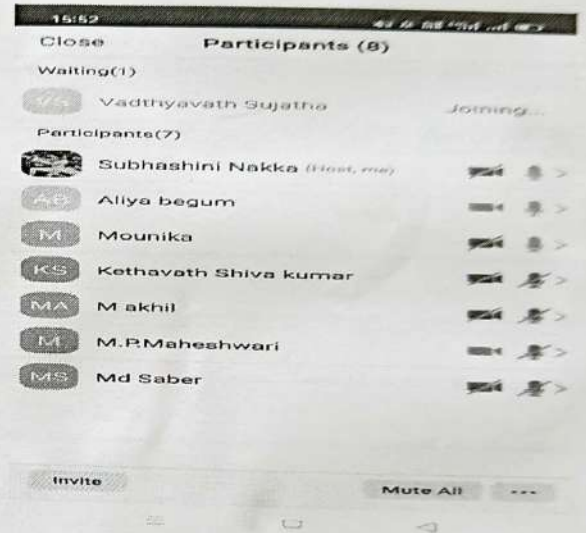 15:52
Close Participants (8)
Waiting(1)
VS Vadthyavath Sujatha Joining...
Participants(7)
Subhashini Nakka (Host, me)
AB Aliya begum
M Mounika
KS Kethavath Shiva kumar
MA M akhil
M M.P.Maheshwari
MS Md Saber
Invite Mute All ...